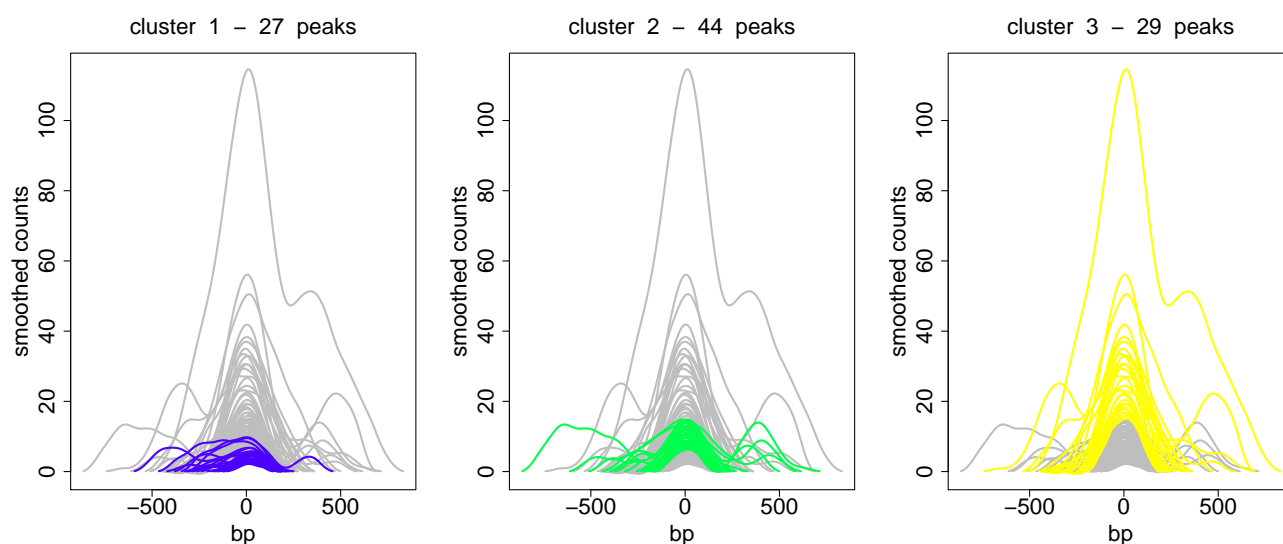 cluster 1 − 27 peaks
smoothed counts
0 20 40 60 80 100
−500 0 500
bp
cluster 2 − 44 peaks
smoothed counts
0 20 40 60 80 100
−500 0 500
bp
cluster 3 − 29 peaks
smoothed counts
0 20 40 60 80 100
−500 0 500
bp